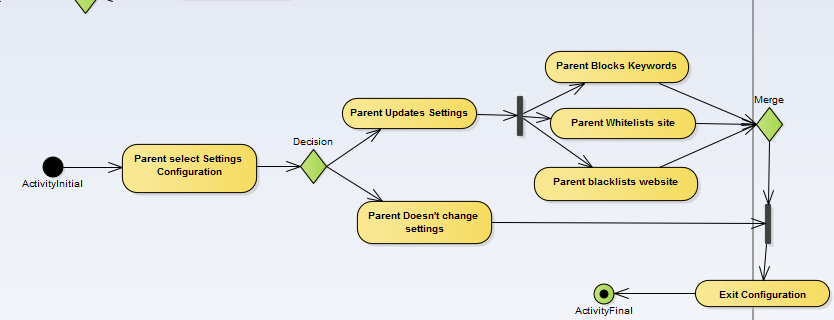 Parent Blocks Keywords
Merge
Parent Updates Settings
Parent Whitelists site
Decision
Parent select Settings
Configuration
ActivityInitial
Parent blacklists website
Parent Doesn't change
settings
Exit Configuration
ActivityFinal